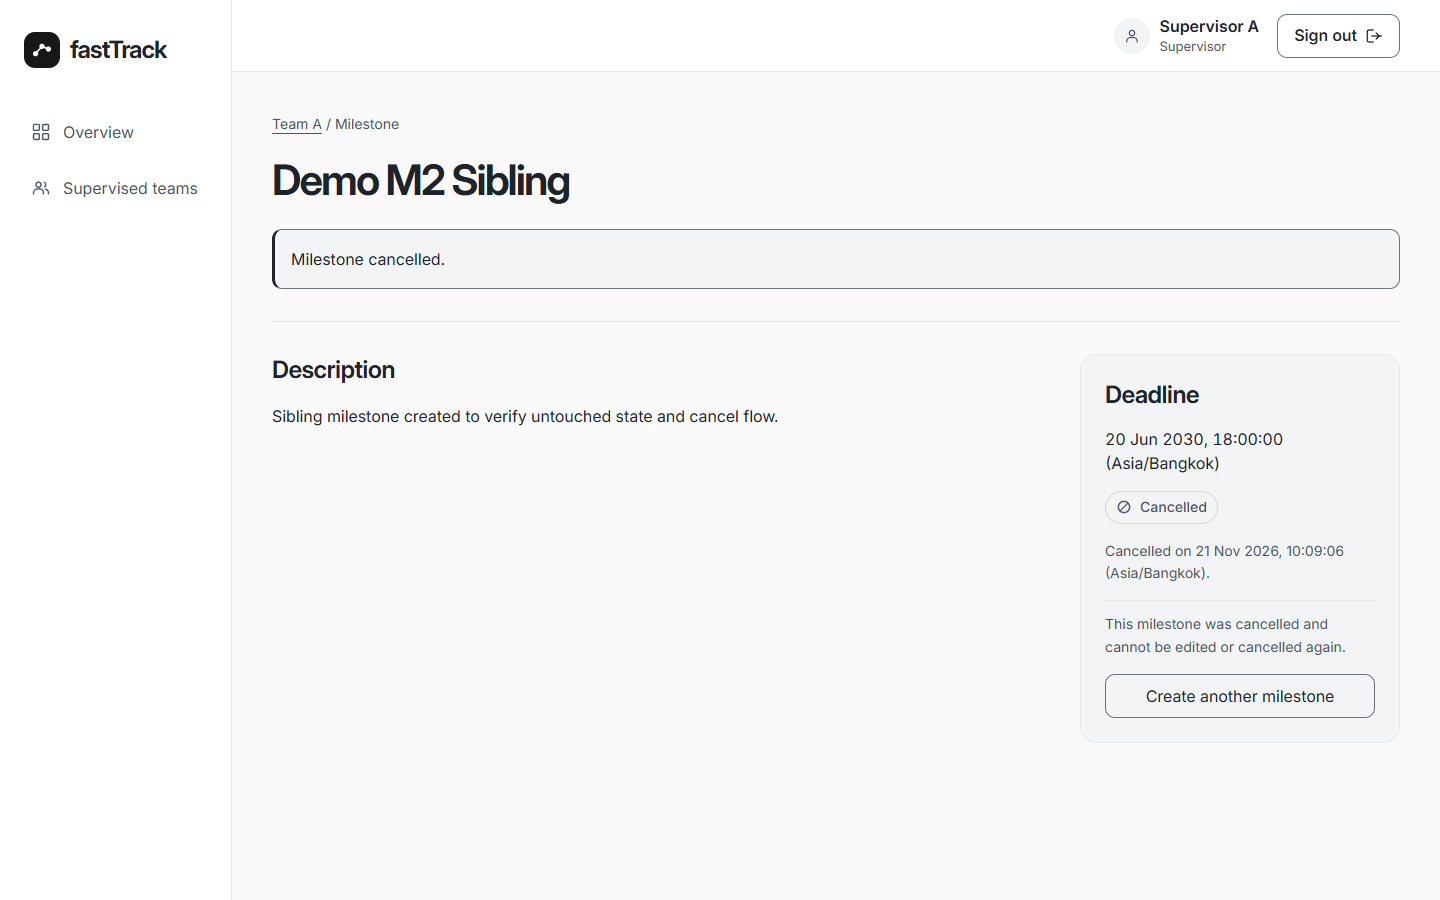 fastTrack
Overview
Supervised teams
Supervisor A
Supervisor
Sign out
Team A / Milestone
Demo M2 Sibling
Milestone cancelled.
Description
Sibling milestone created to verify untouched state and cancel flow.
Deadline
20 Jun 2030, 18:00:00
(Asia/Bangkok)
Cancelled
Cancelled on 21 Nov 2026, 10:09:06
(Asia/Bangkok).
This milestone was cancelled and
cannot be edited or cancelled again.
Create another milestone